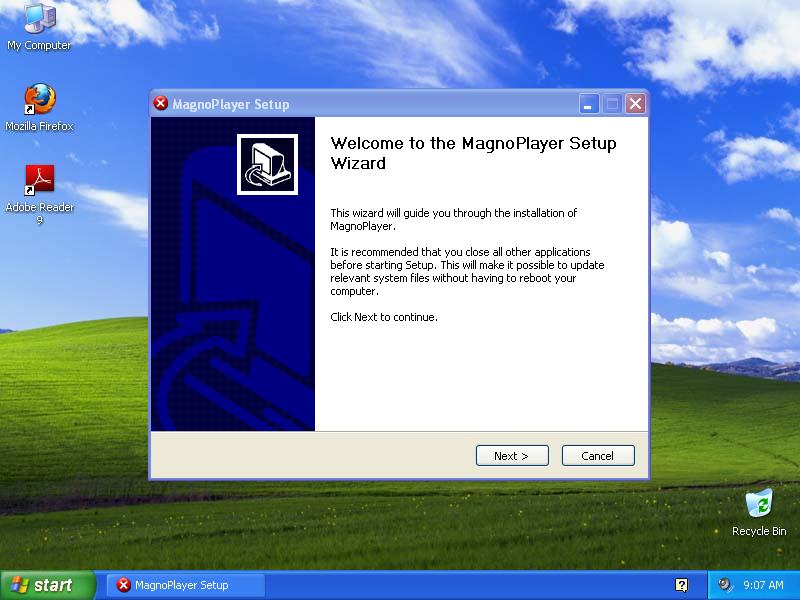 My Computer
Mozilla Firefox
Adobe Reader
9
MagnoPlayer Setup
Welcome to the MagnoPlayer Setup
Wizard
This wizard will guide you through the installation of
MagnoPlayer.
It is recommended that you close all other applications
before starting Setup. This will make it possible to update
relevant system files without having to reboot your
computer.
Click Next to continue.
Next >
Cancel
Recycle Bin
start
MagnoPlayer Setup
?
9:07 AM